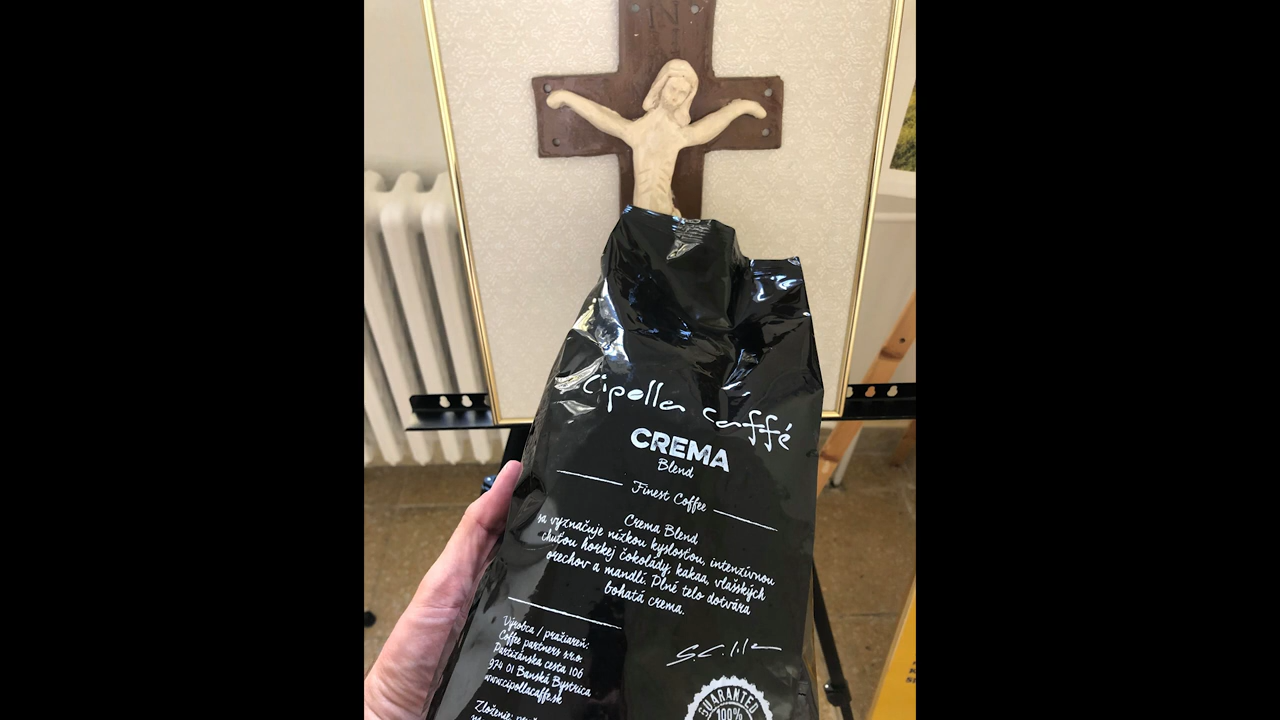 Cipolla Caffé
CREMA
Blend
Finest Coffee
Crema Blend
sa vyznačuje nízkou kyslosťou, intenzívnou
chuťou horkej čokolády, kakaa, vlašských
orechov a mandlí. Plné telo dotvára
bohatá crema.
Výrobca / pražiareň:
Coffee partners s.r.o.
Partizánska cesta 106
974 01 Banská Bystrica
www.cipollacaffe.sk
GUARANTED
100%
Zloženie: